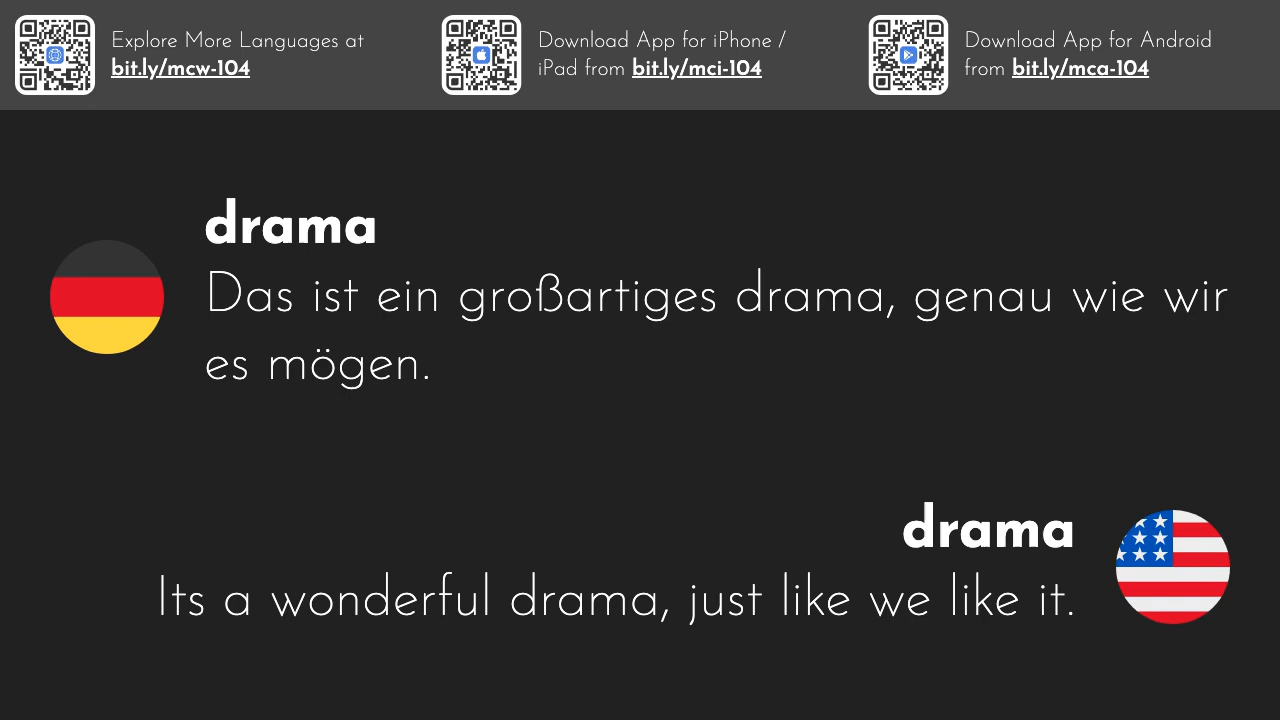 Explore More Languages at
bit.ly/mcw-104
Download App for iPhone /
iPad from bit.ly/mci-104
Download App for Android
from bit.ly/mca-104
drama
Das ist ein großartiges drama, genau wie wir
es mögen.
drama
Its a wonderful drama, just like we like it.